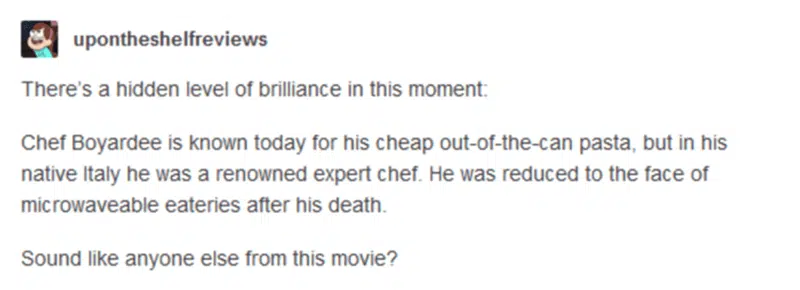 upontheshelfreviews
There's a hidden level of brilliance in this moment:
Chef Boyardee is known today for his cheap out-of-the-can pasta, but in his
native Italy he was a renowned expert chef. He was reduced to the face of
microwaveable eateries after his death.
Sound like anyone else from this movie?